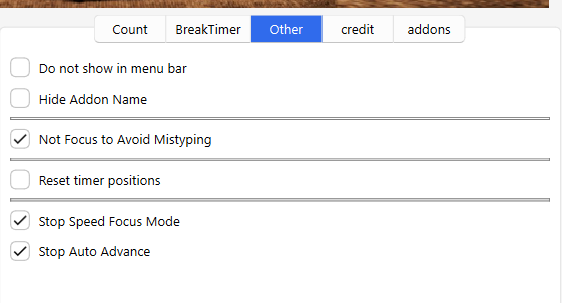 Count BreakTimer Other credit addons
Do not show in menu bar
Hide Addon Name
Not Focus to Avoid Mistyping
Reset timer positions
Stop Speed Focus Mode
Stop Auto Advance